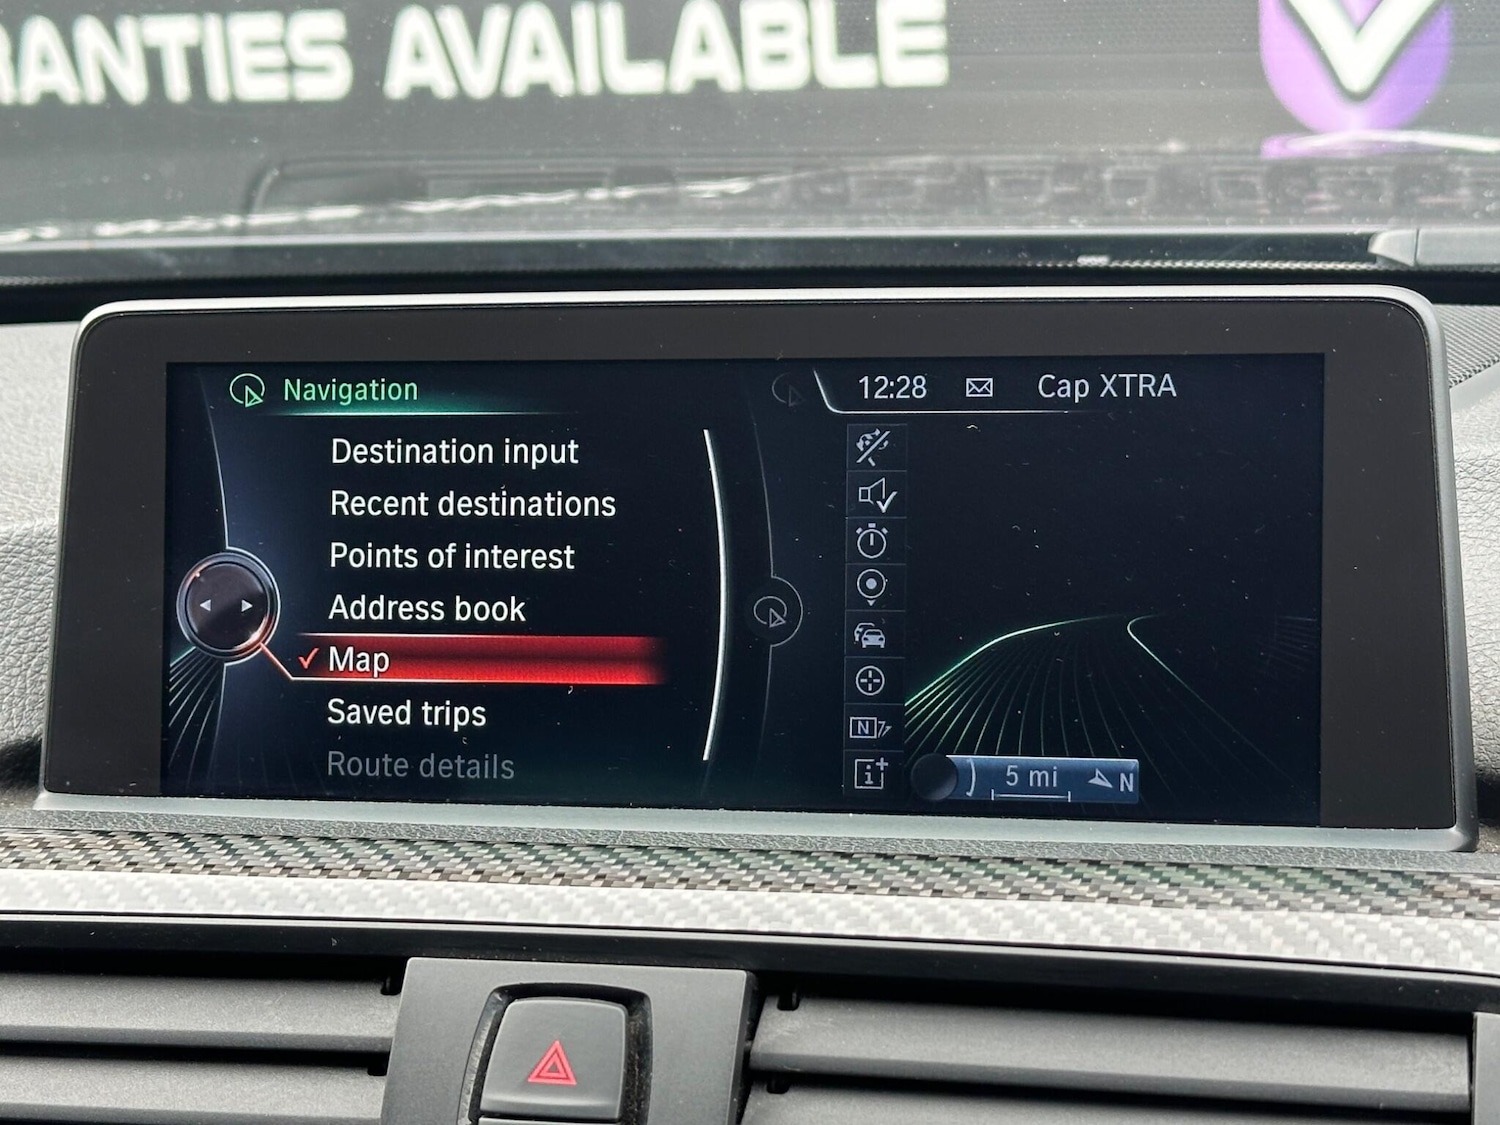 RANTIES AVAILABLE
Navigation
12:28 Cap XTRA
Destination input
Recent destinations
Points of interest
Address book
Map
Saved trips
Route details
N
i
5 mi N